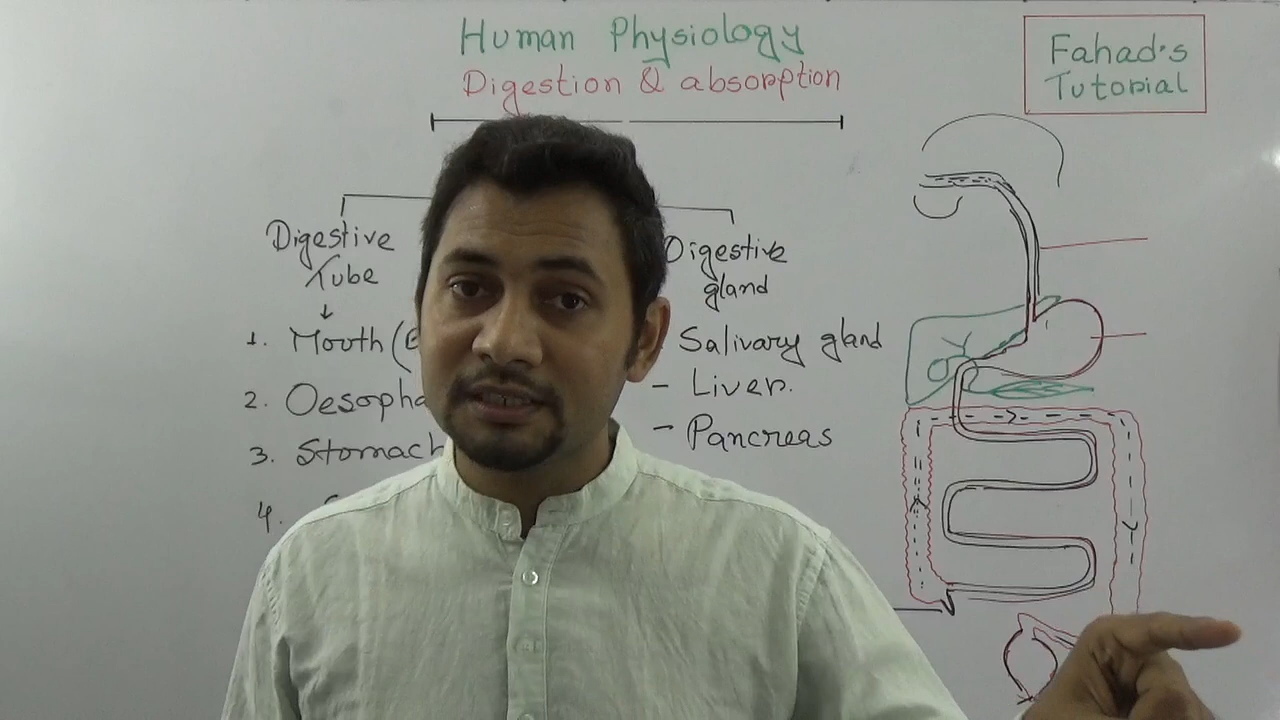 Human Physiology
Digestion & absorption
Fahad's
Tutorial
Digestive
Tube
1. Mouth (
2. Oesopha
3. Stomach
4.
Digestive
gland
Salivary gland
- Liver.
- Pancreas